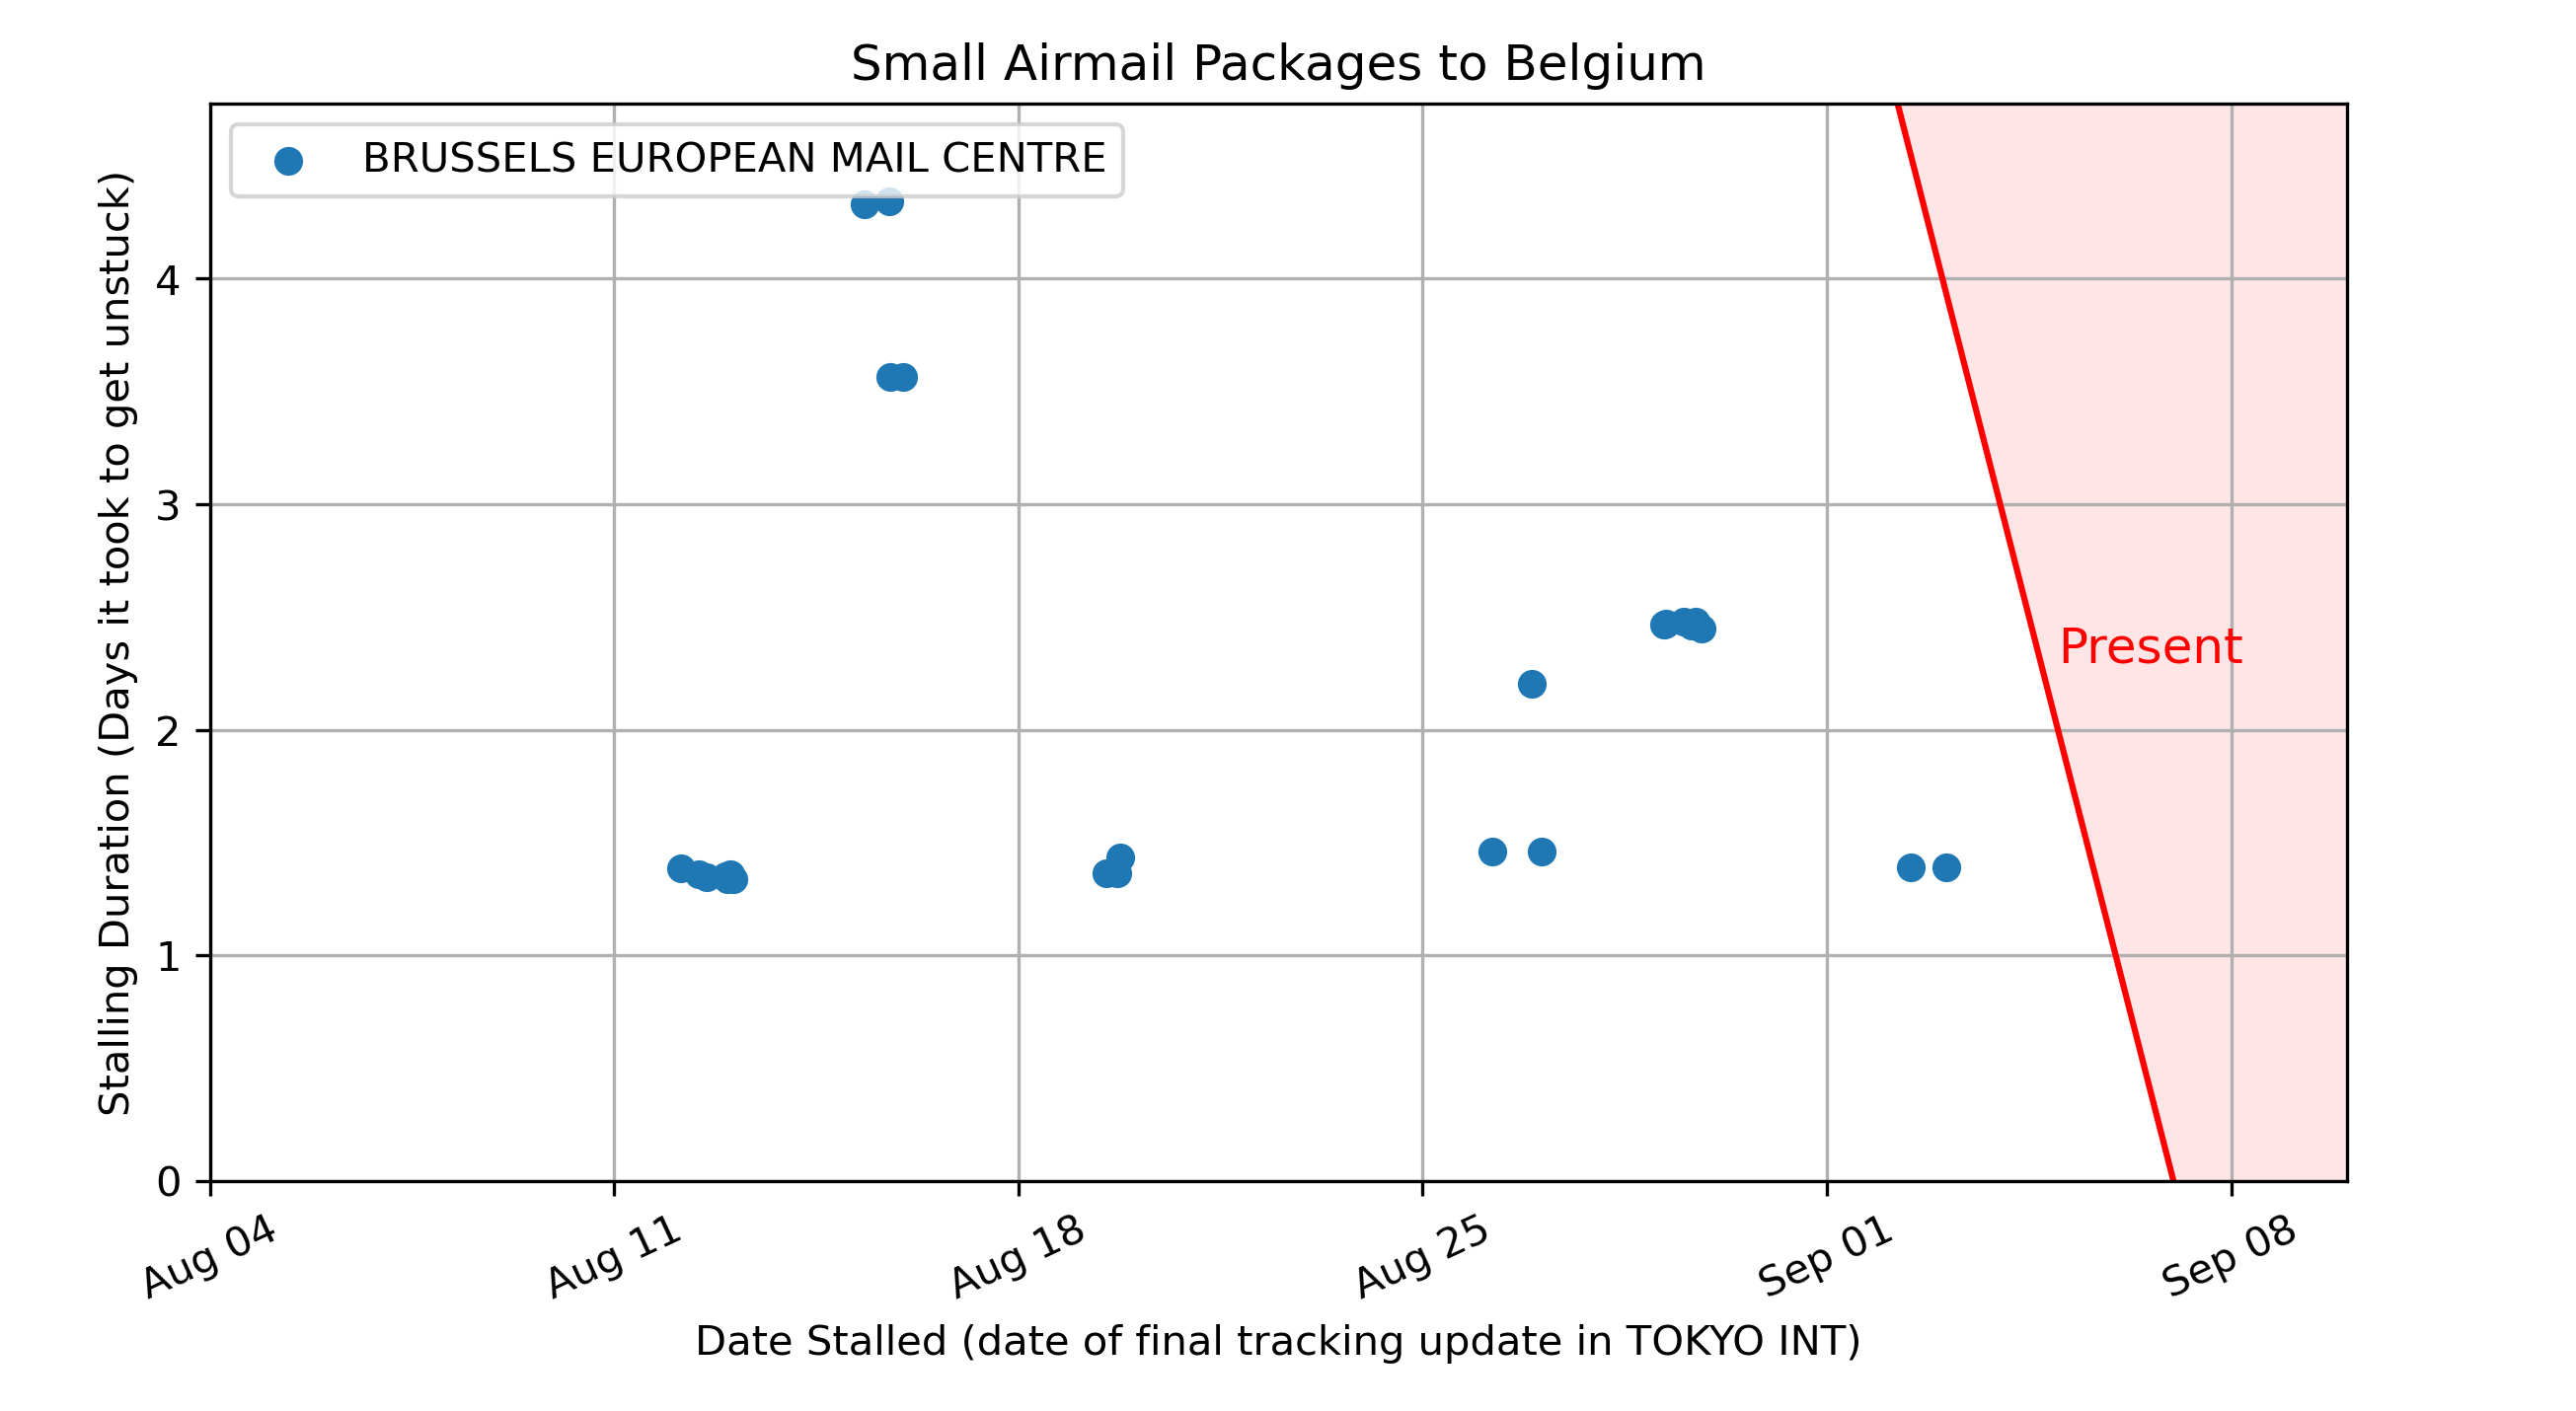 Small Airmail Packages to Belgium
BRUSSELS EUROPEAN MAIL CENTRE
Stalling Duration (Days it took to get unstuck)
4
3
2
1
0
Present
Aug 04
Aug 11
Aug 18
Aug 25
Sep 01
Sep 08
Date Stalled (date of final tracking update in TOKYO INT)